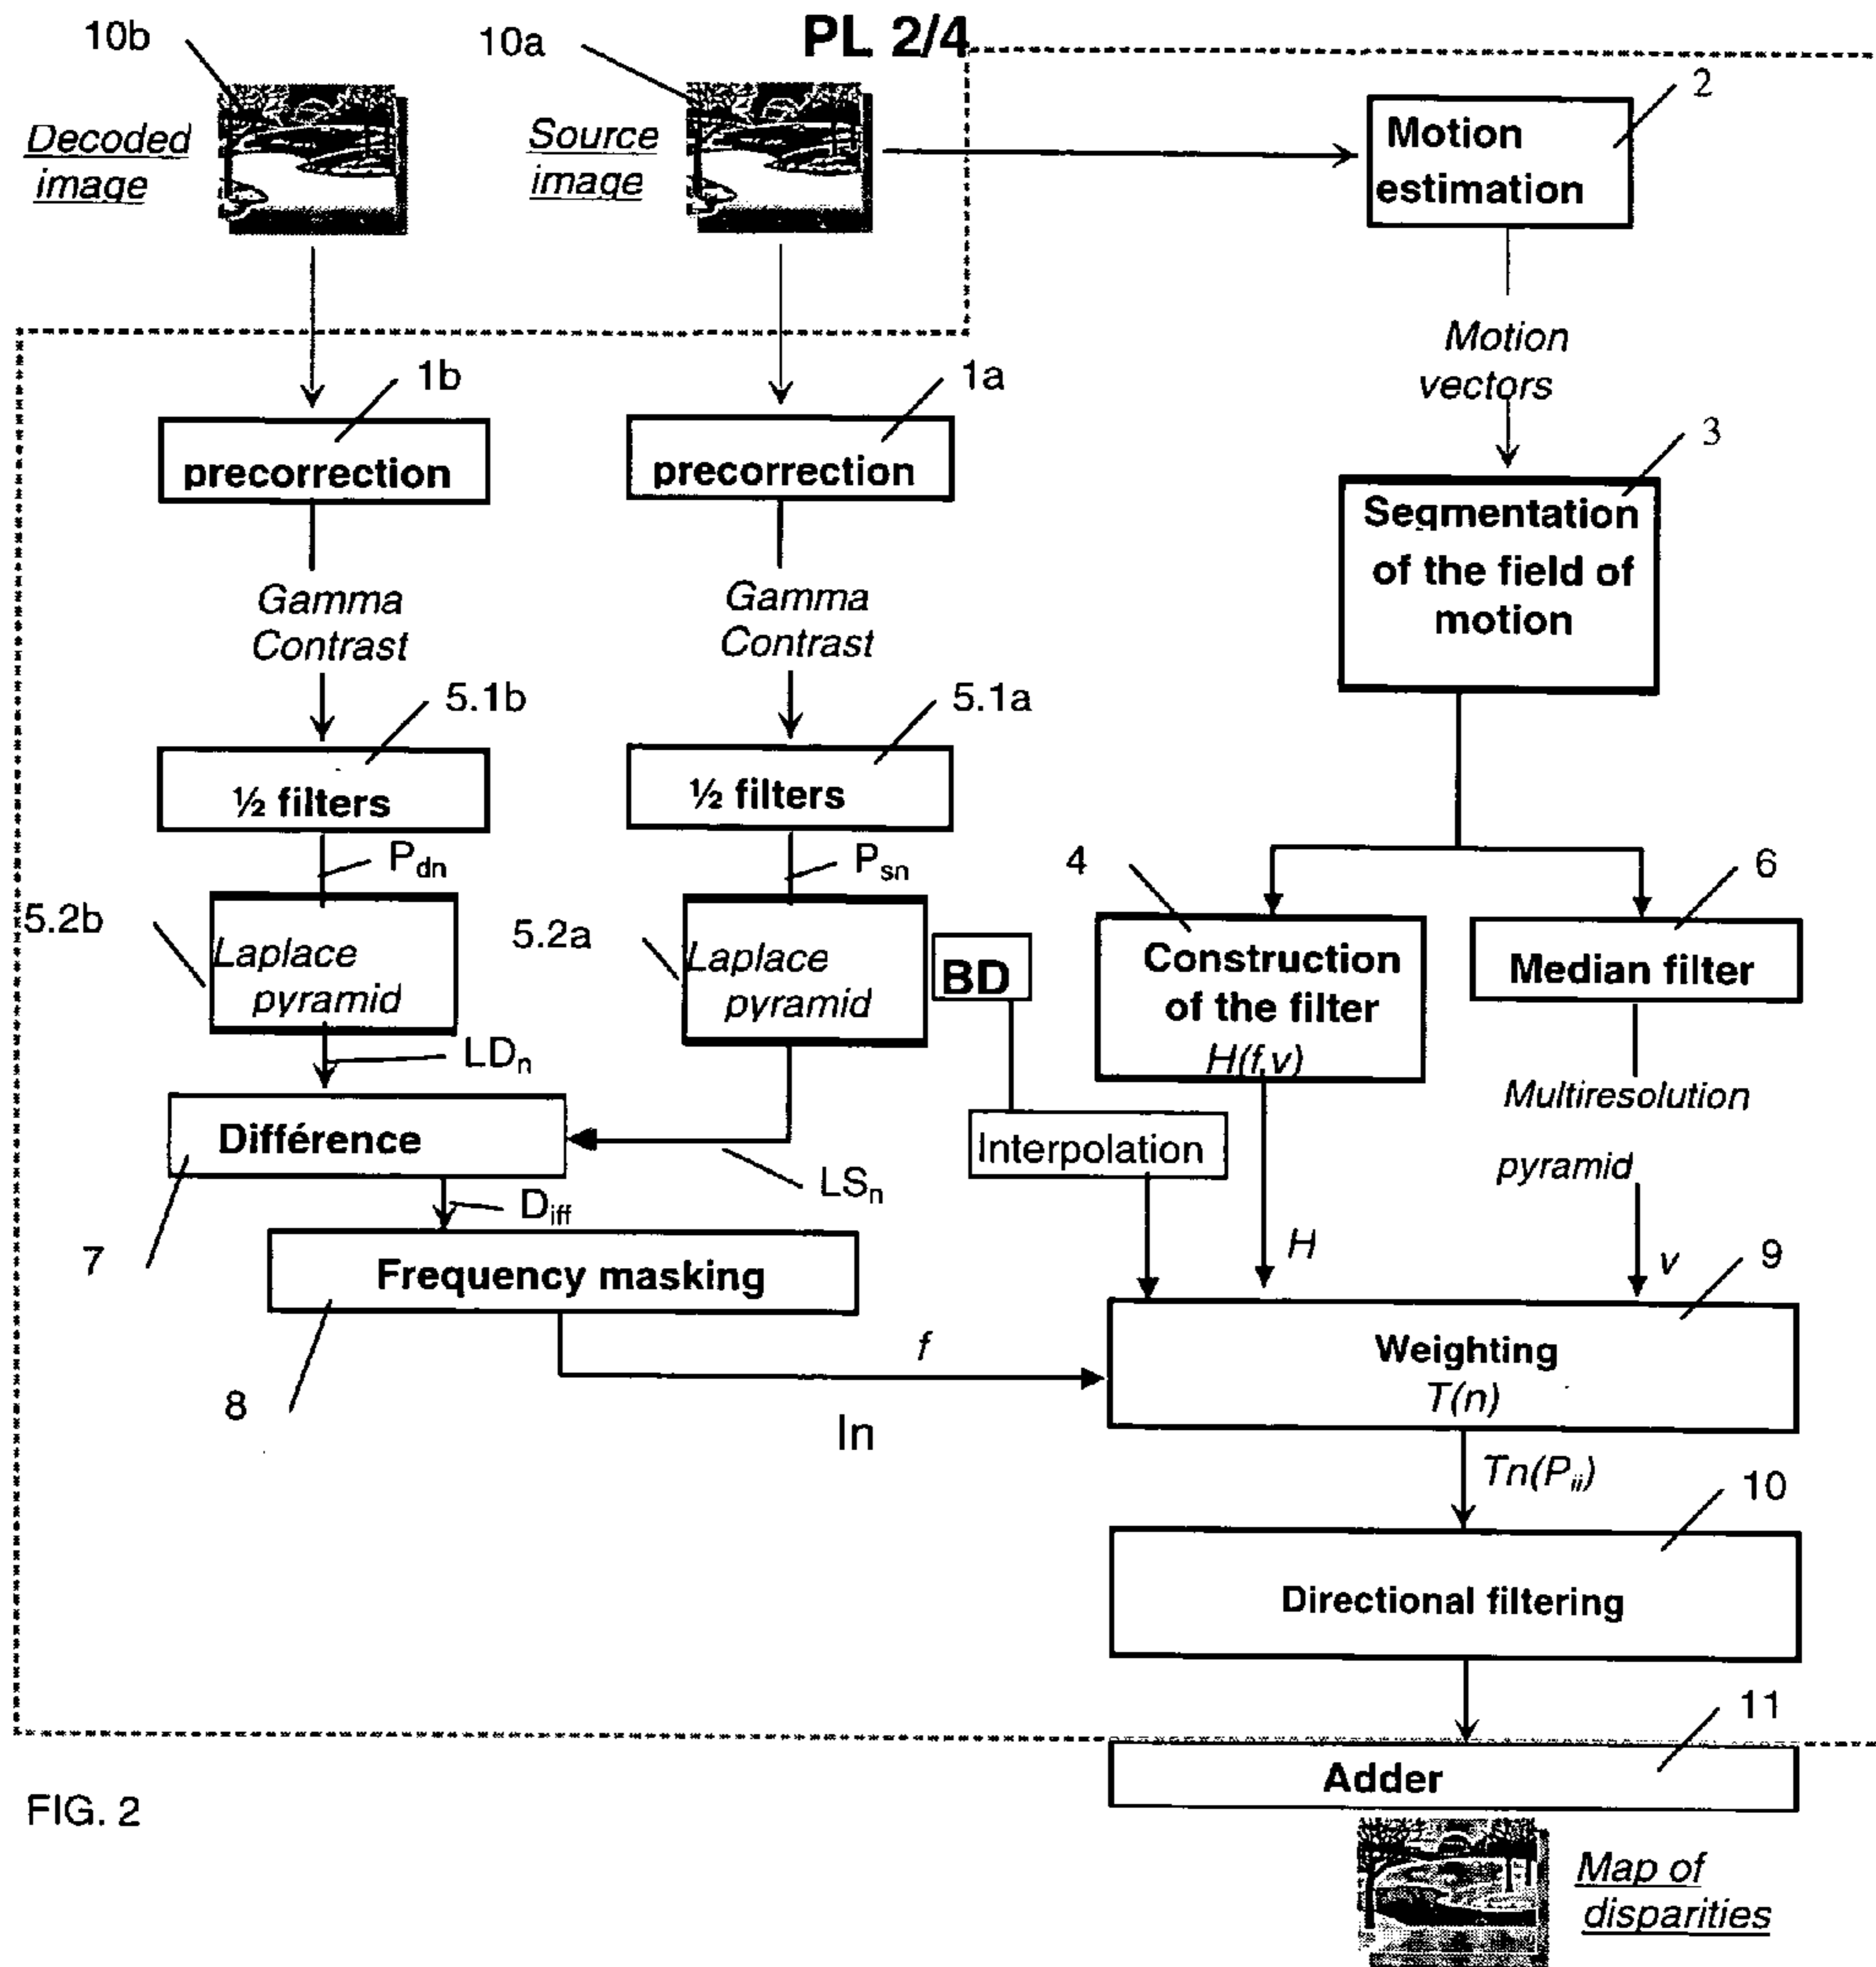 PL 2/4
10b
10a
2
Decoded
image
Source
image
Motion
estimation
Motion
vectors
1b
1a
3
precorrection
precorrection
Segmentation
of the field of
motion
Gamma
Contrast
Gamma
Contrast
5.1b
5.1a
½ filters
½ filters
Pdn
Psn
4
6
5.2b
5.2a
Laplace
pyramid
Laplace
pyramid
BD
Construction
of the filter
H(f,v)
Median filter
LDn
Multiresolution
pyramid
Différence
Interpolation
LSn
Diff
7
H
v
9
Frequency masking
f
Weighting
T(n)
8
In
Tn(Pij)
10
Directional filtering
11
Adder
FIG. 2
Map of
disparities